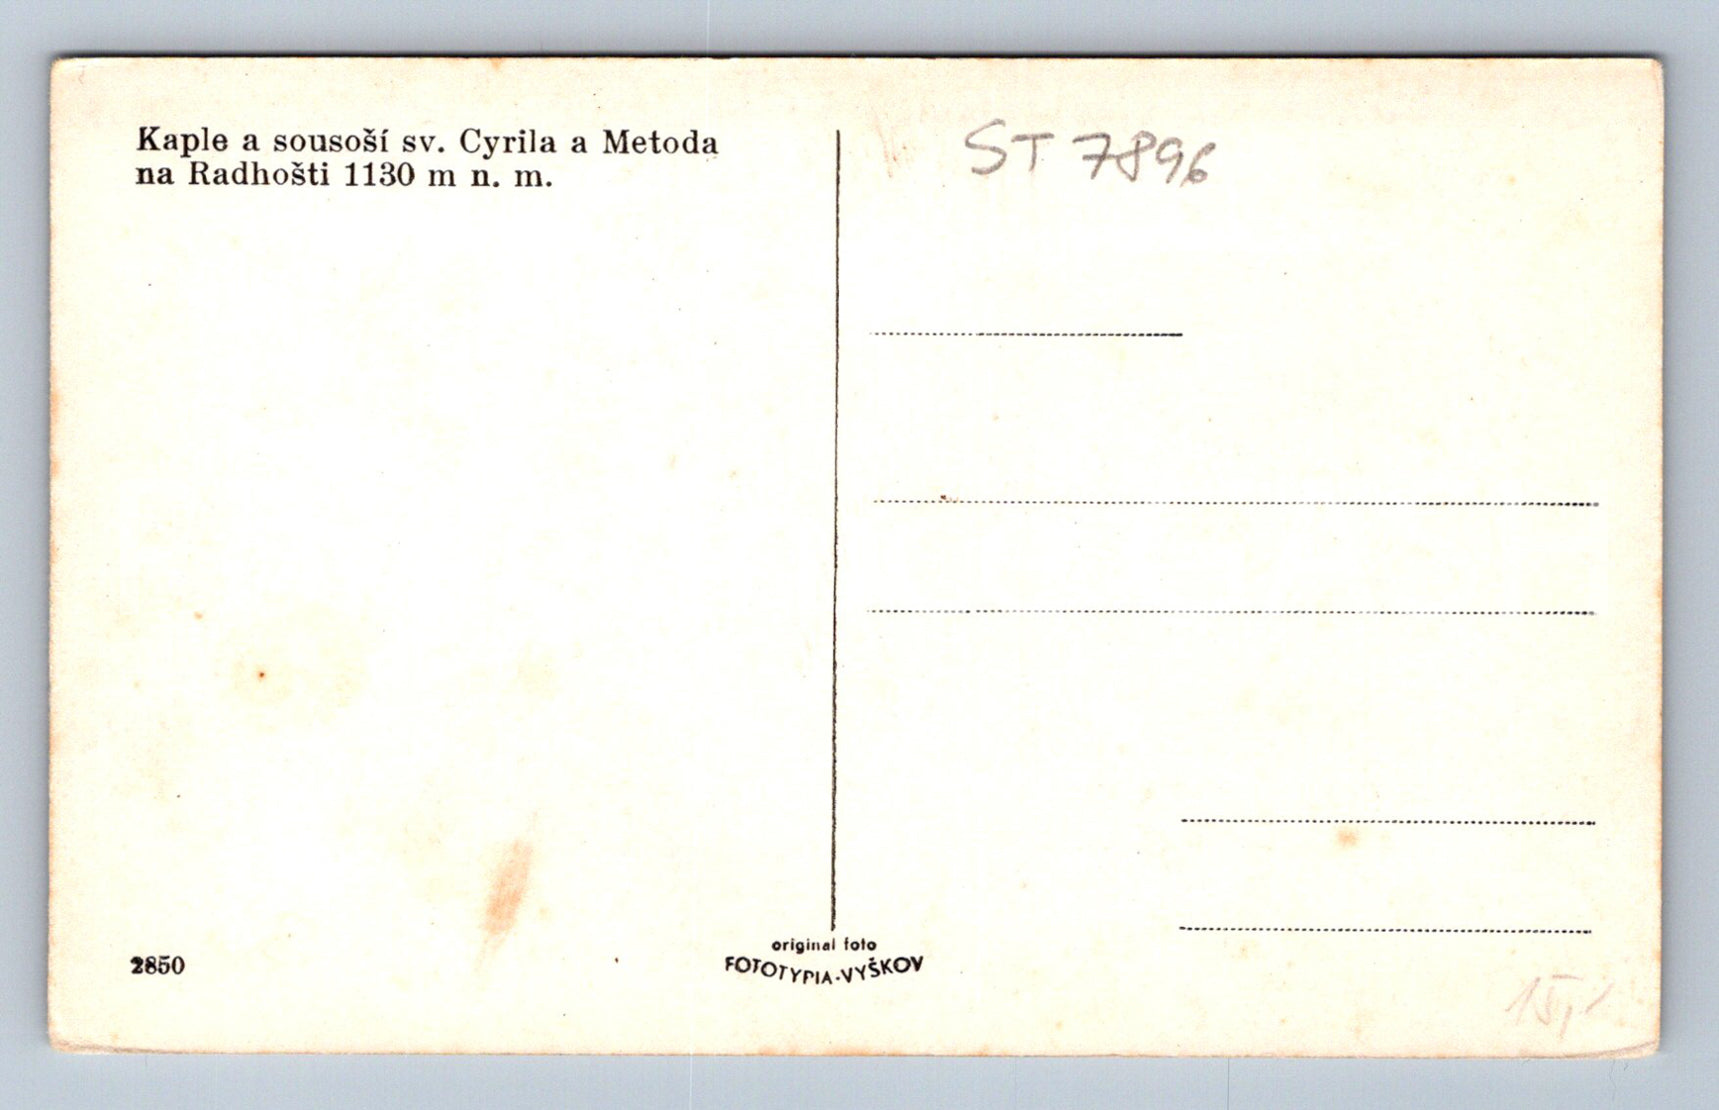 Kaple a sousoší sv. Cyrila a Metoda
na Radhošti 1130 m n. m.
ST 7896
2850
original foto
FOTOTYPIA-VYŠKOV